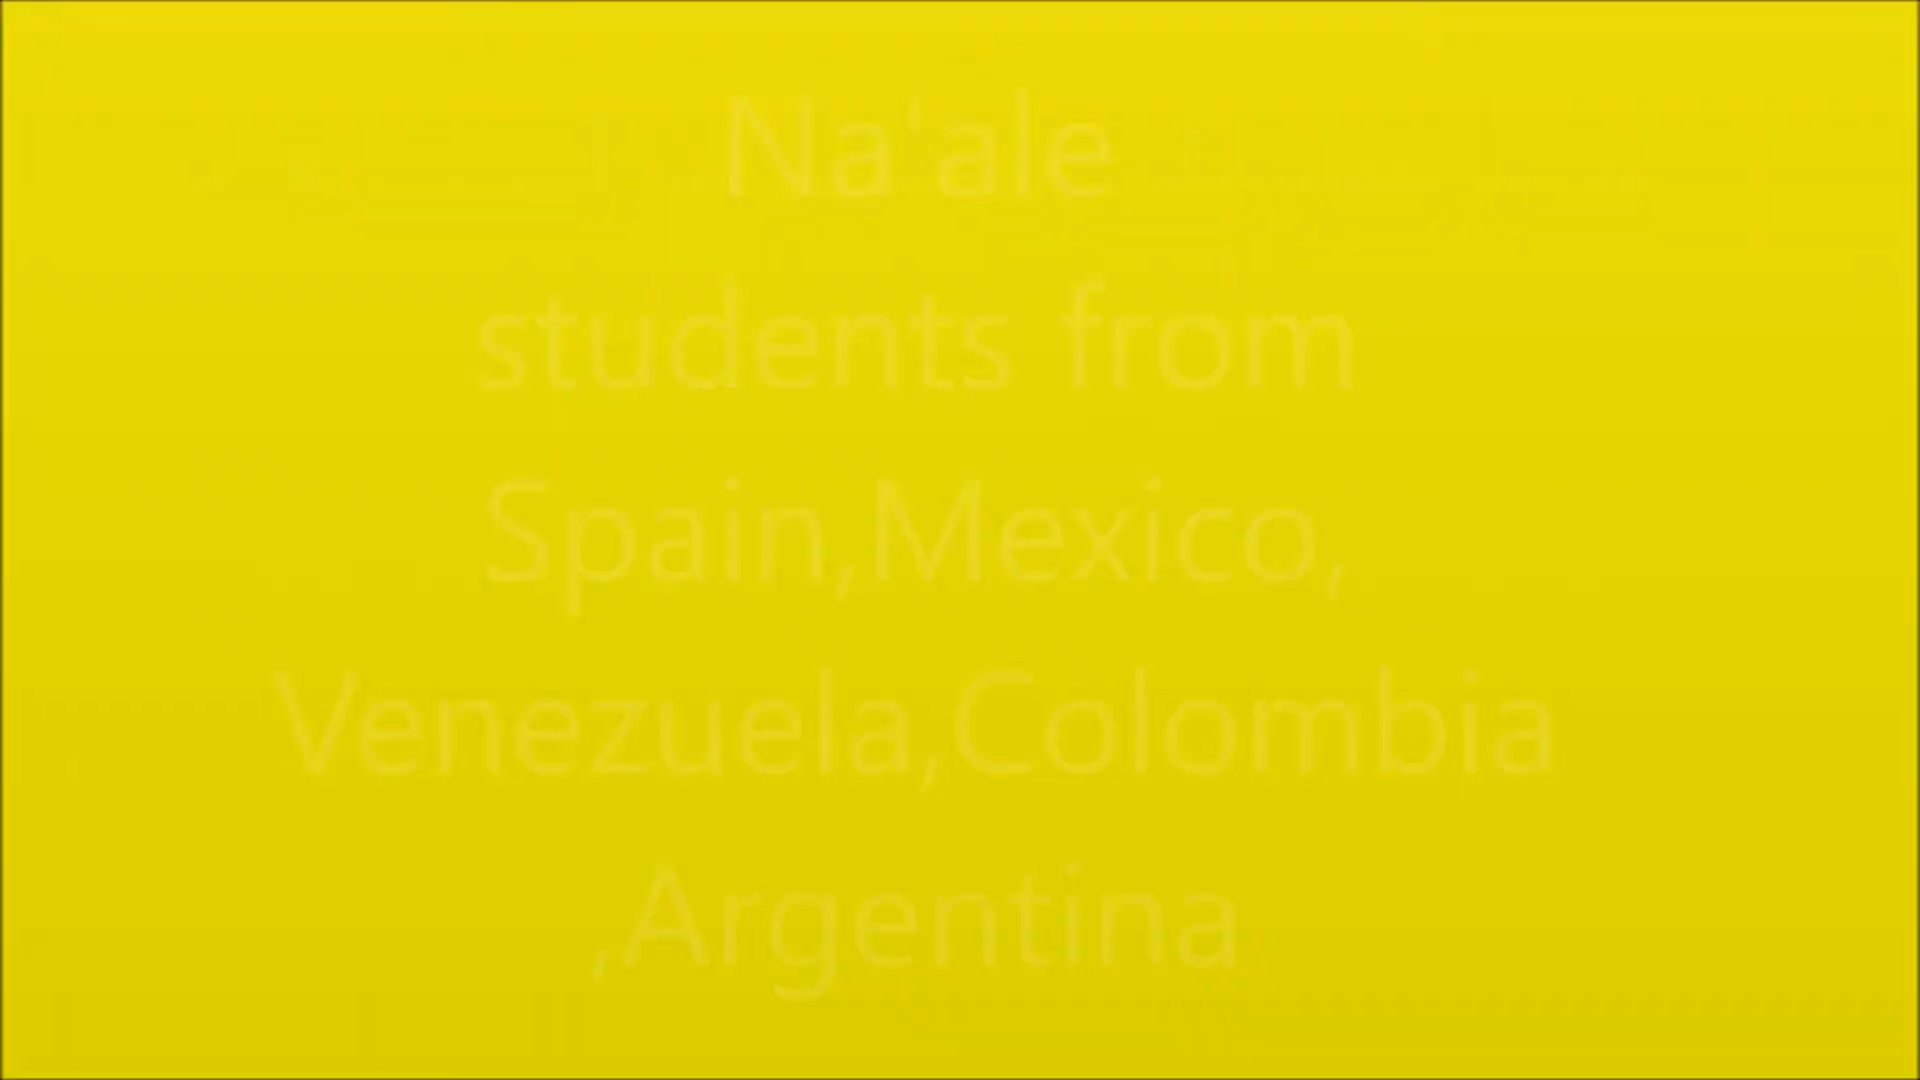 Na'ale
students from
Spain,Mexico,
Venezuela,Colombia
,Argentina